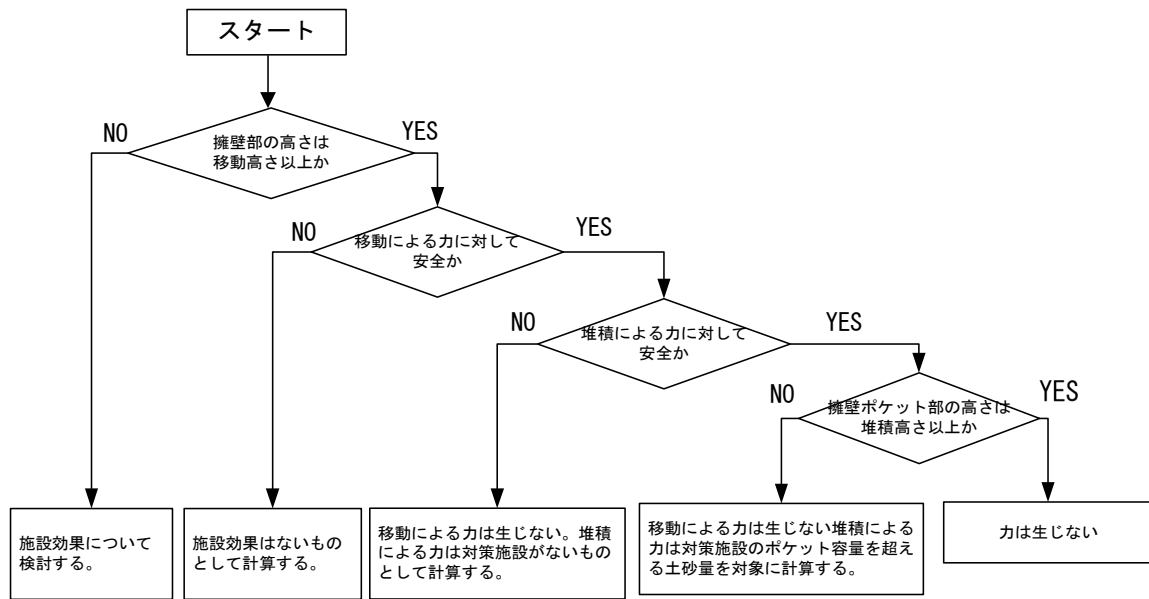 スタート
NO
YES
擁壁部の高さは
移動高さ以上か
NO
YES
移動による力に対して
安全か
NO
YES
堆積による力に対して
安全か
NO
YES
擁壁ポケット部の高さは
堆積高さ以上か
施設効果について
検討する。
施設効果はないもの
として計算する。
移動による力は生じない。堆積
による力は対策施設がないもの
として計算する。
移動による力は生じない堆積による
力は対策施設のポケット容量を超え
る土砂量を対象に計算する。
力は生じない